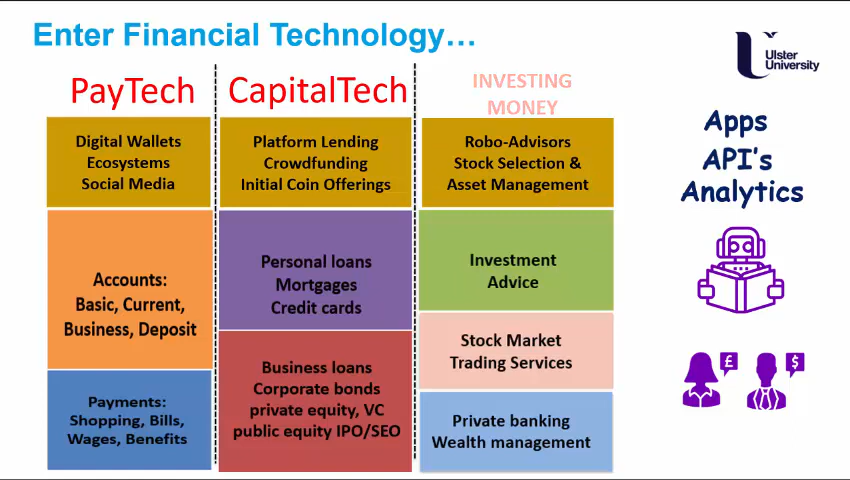 Enter Financial Technology…
Ulster
University
PayTech
Digital Wallets
Ecosystems
Social Media
Accounts:
Basic, Current,
Business, Deposit
Payments:
Shopping, Bills,
Wages, Benefits
CapitalTech
Platform Lending
Crowdfunding
Initial Coin Offerings
Personal loans
Mortgages
Credit cards
Business loans
Corporate bonds
private equity, VC
public equity IPO/SEO
INVESTING
MONEY
Robo-Advisors
Stock Selection &
Asset Management
Investment
Advice
Stock Market
Trading Services
Private banking
Wealth management
Apps
API's
Analytics
£
$